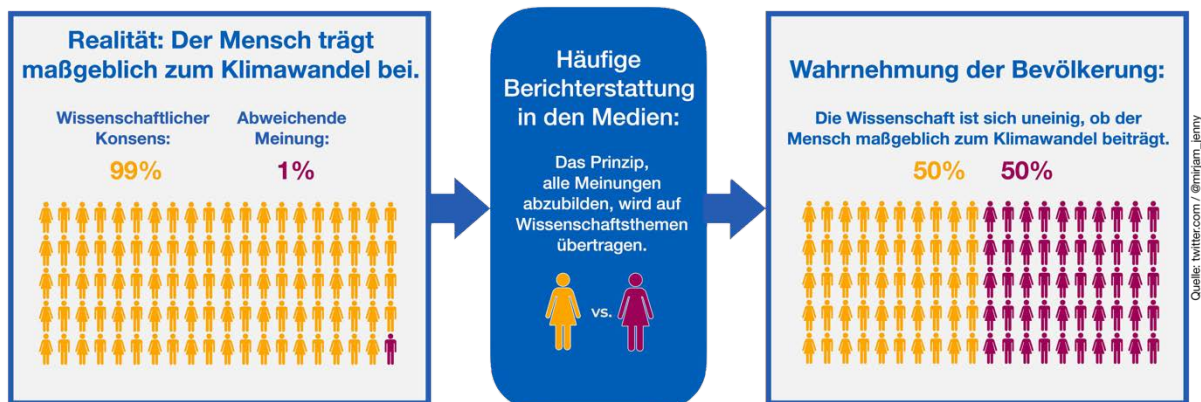 Realität: Der Mensch trägt
maßgeblich zum Klimawandel bei.
Wissenschaftlicher
Konsens:
99%
Abweichende
Meinung:
1%
Häufige
Berichterstattung
in den Medien:
Das Prinzip,
alle Meinungen
abzubilden, wird auf
Wissenschaftsthemen
übertragen.
vs.
Wahrnehmung der Bevölkerung:
Die Wissenschaft ist sich uneinig, ob der
Mensch maßgeblich zum Klimawandel beiträgt.
50% 50%
Quelle: twitter.com / @mirjam_jenny